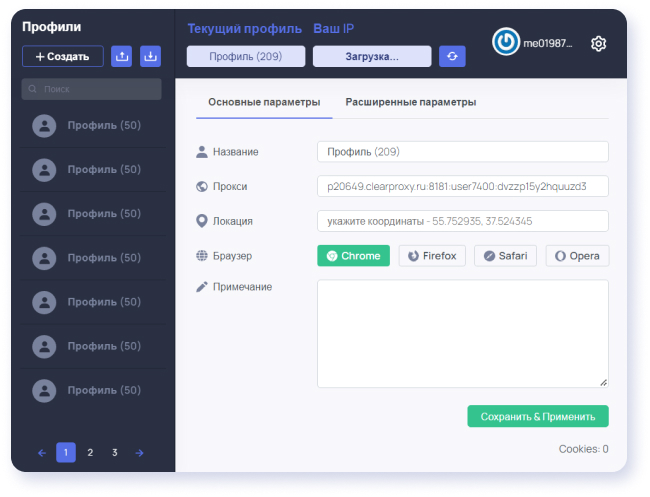 Профили
Создать
Поиск
Профиль (50)
Профиль (50)
Профиль (50)
Профиль (50)
Профиль (50)
Профиль (50)
Профиль (50)
1 2 3
Текущий профиль Ваш IP
Профиль (209) Загрузка...
me01987...
Основные параметры Расширенные параметры
Название Профиль (209)
Прокси p20649.clearproxy.ru:8181:user7400:dvzzp15y2hquuzd3
Локация укажите координаты - 55.752935, 37.524345
Браузер Chrome Firefox Safari Opera
Примечание
Сохранить & Применить
Cookies: 0